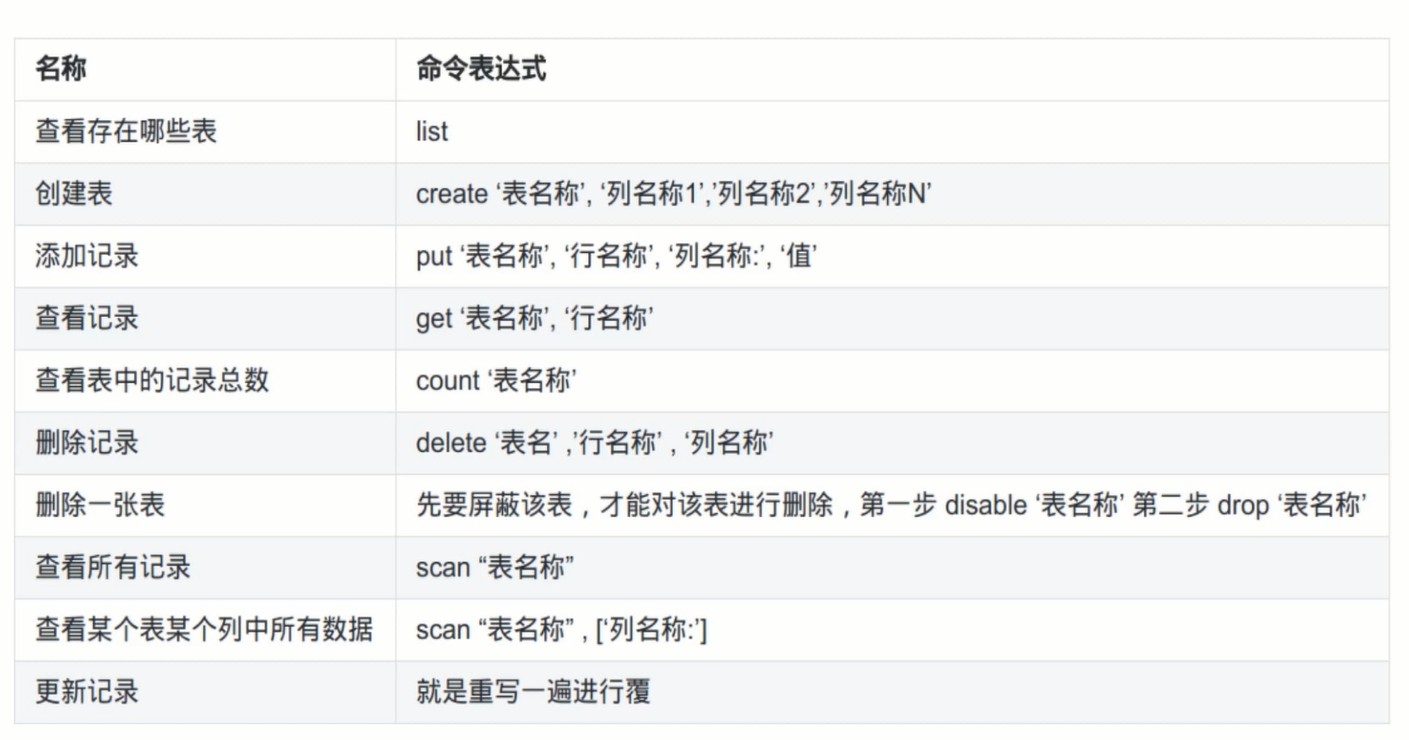 名称 命令表达式
查看存在哪些表 list
创建表 create ‘表名称’, ‘列名称1’,’列名称2’,’列名称N’
添加记录 put ‘表名称’, ‘行名称’, ‘列名称:’, ‘值’
查看记录 get ‘表名称’, ‘行名称’
查看表中的记录总数 count ‘表名称’
删除记录 delete ‘表名’ ,’行名称’ , ‘列名称’
删除一张表 先要屏蔽该表，才能对该表进行删除，第一步 disable ‘表名称’ 第二步 drop ‘表名称’
查看所有记录 scan “表名称”
查看某个表某个列中所有数据 scan “表名称” , [‘列名称:’]
更新记录 就是重写一遍进行覆